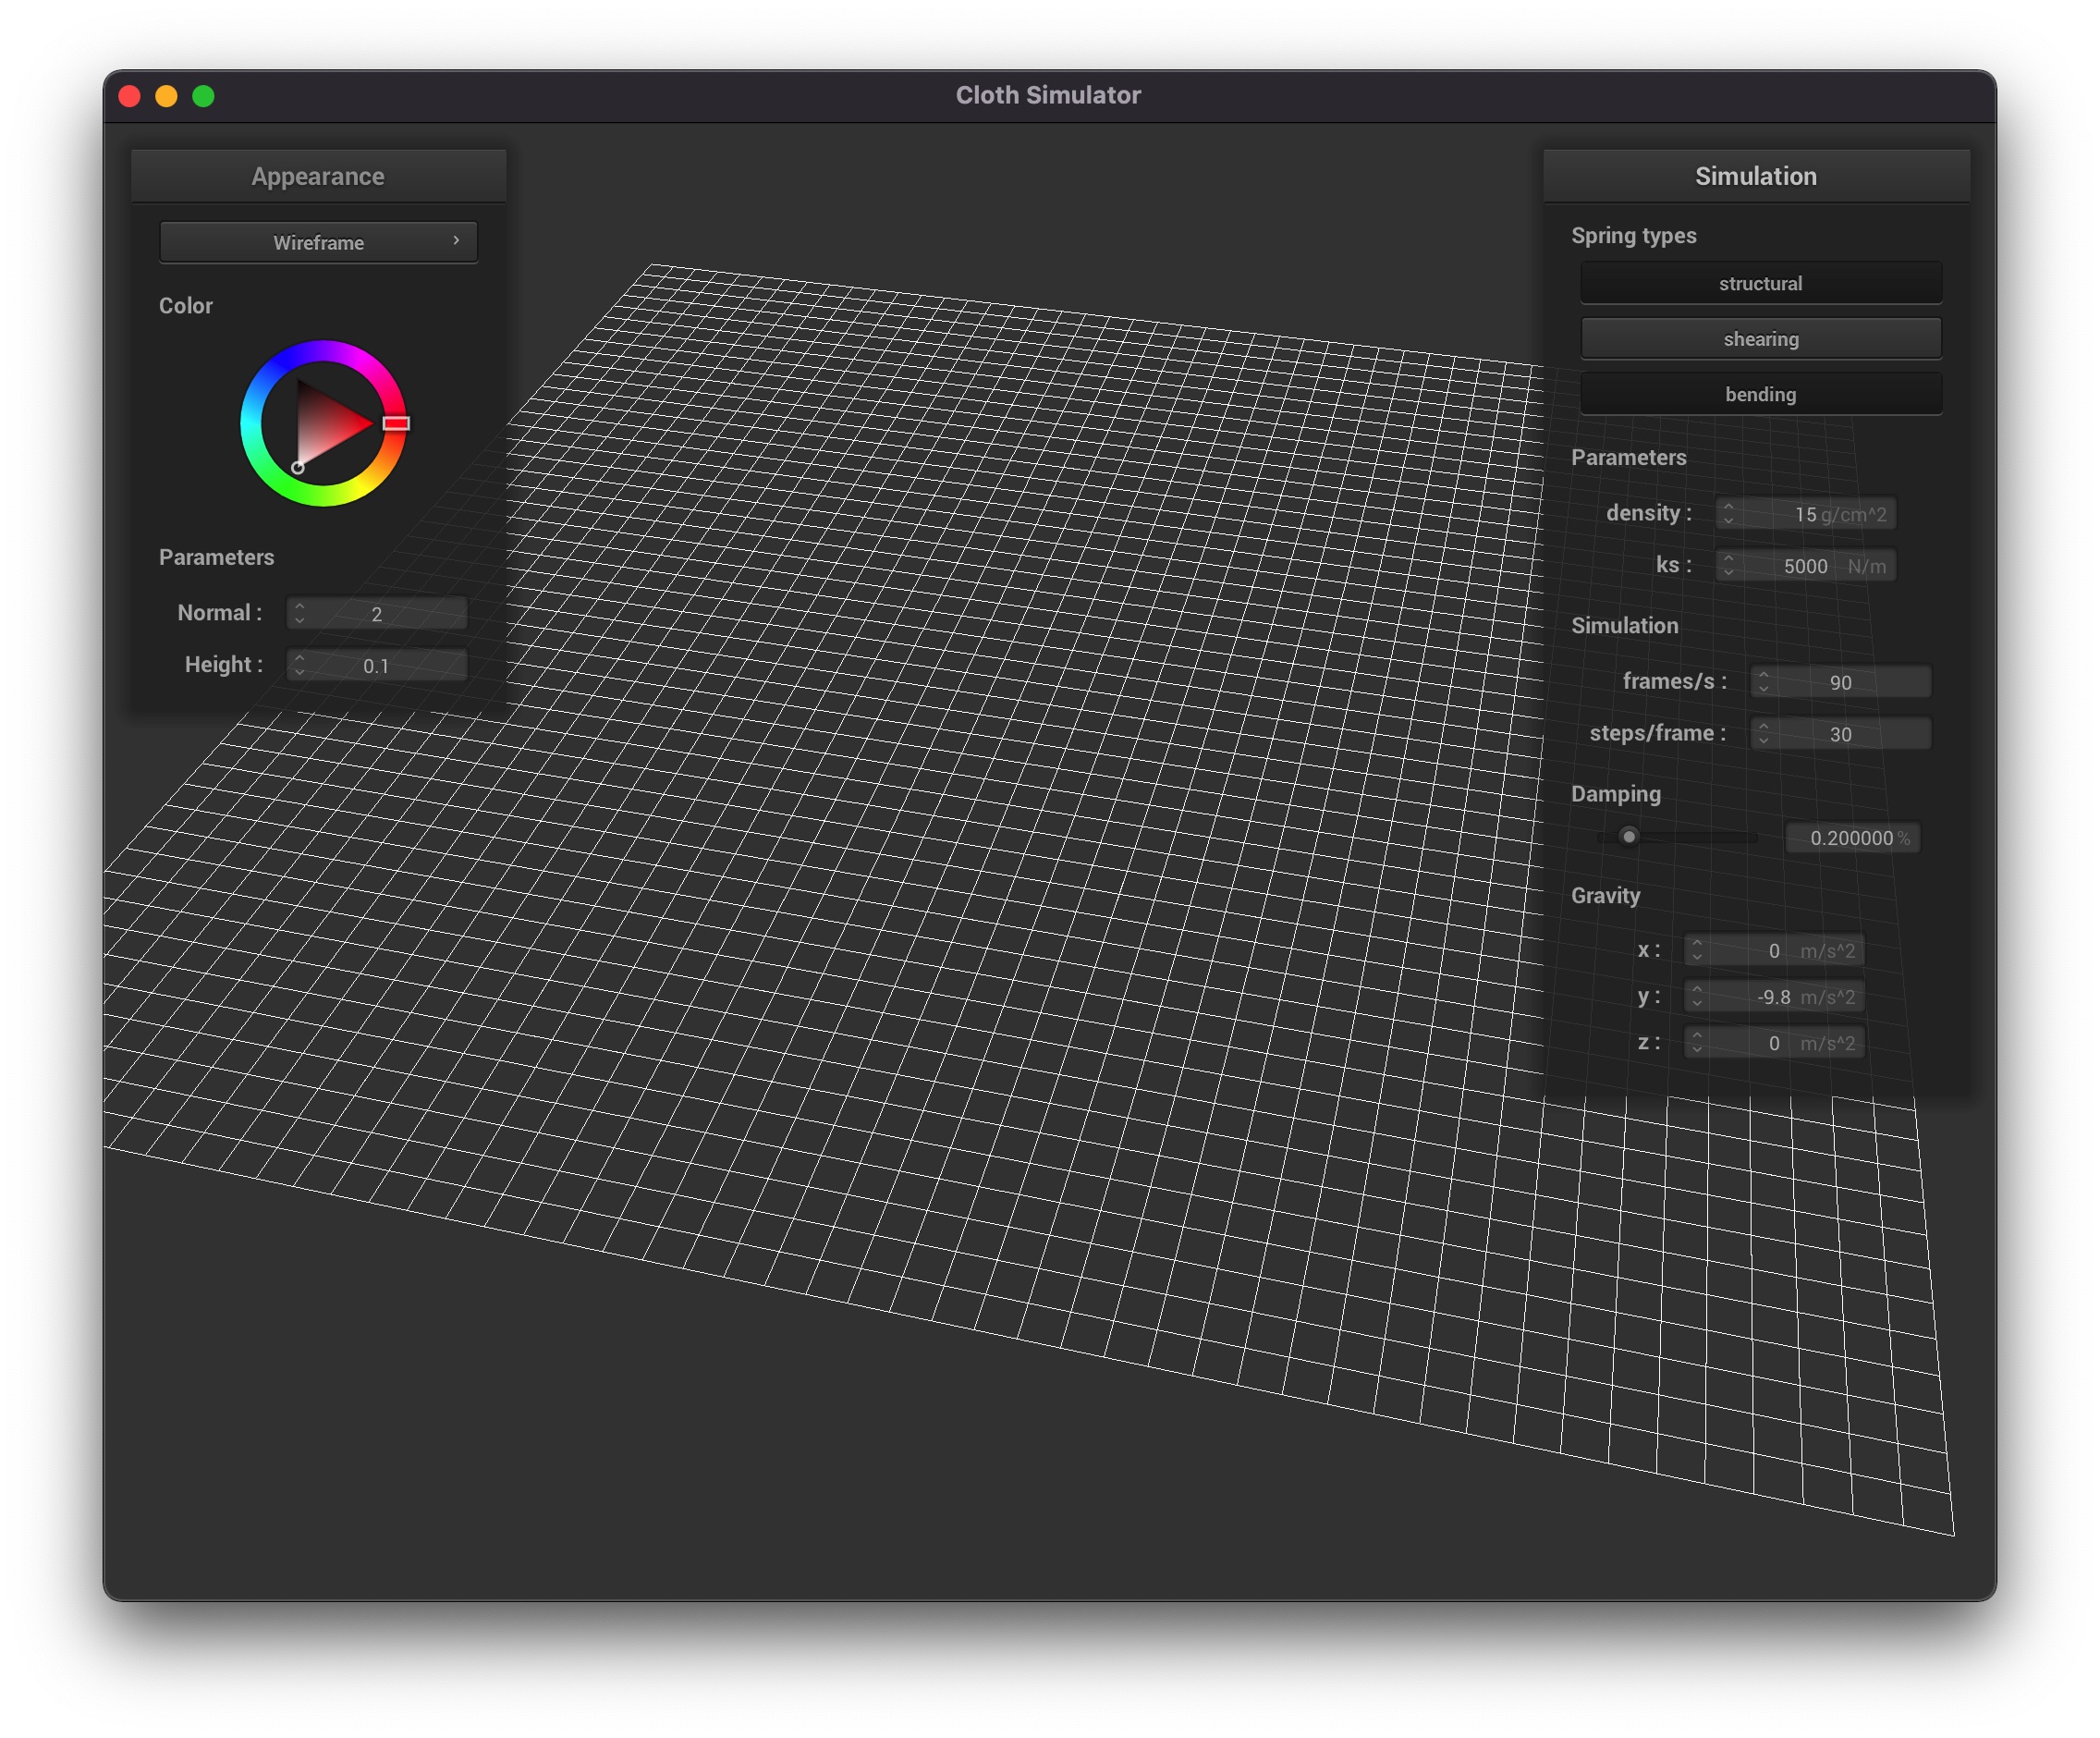 Cloth Simulator
Appearance
Wireframe
Color
Parameters
Normal : 2
Height : 0.1
Simulation
Spring types
structural
shearing
bending
Parameters
density : 15 g/cm^2
ks : 5000 N/m
Simulation
frames/s : 90
steps/frame : 30
Damping
0.200000 %
Gravity
x : 0 m/s^2
y : -9.8 m/s^2
z : 0 m/s^2